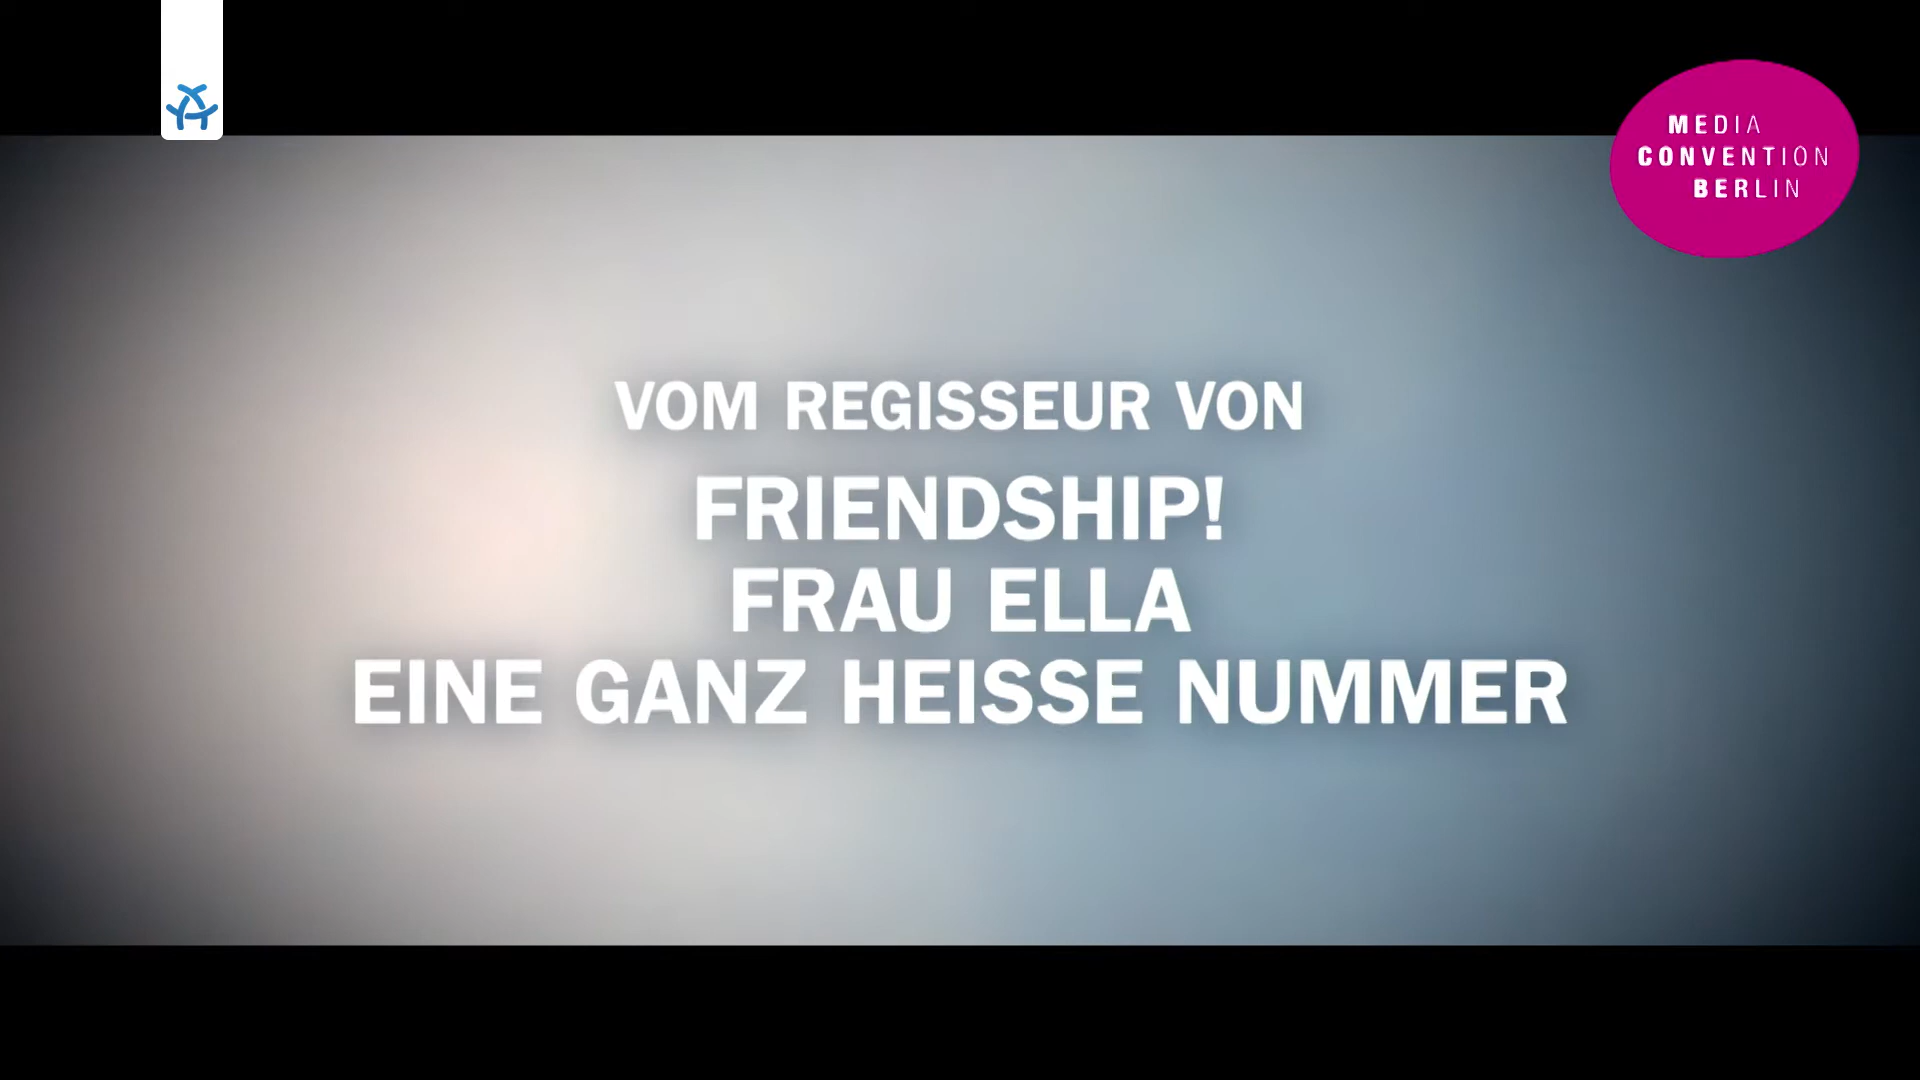 MEDIA
CONVENTION
BERLIN
VOM REGISSEUR VON
FRIENDSHIP!
FRAU ELLA
EINE GANZ HEISSE NUMMER